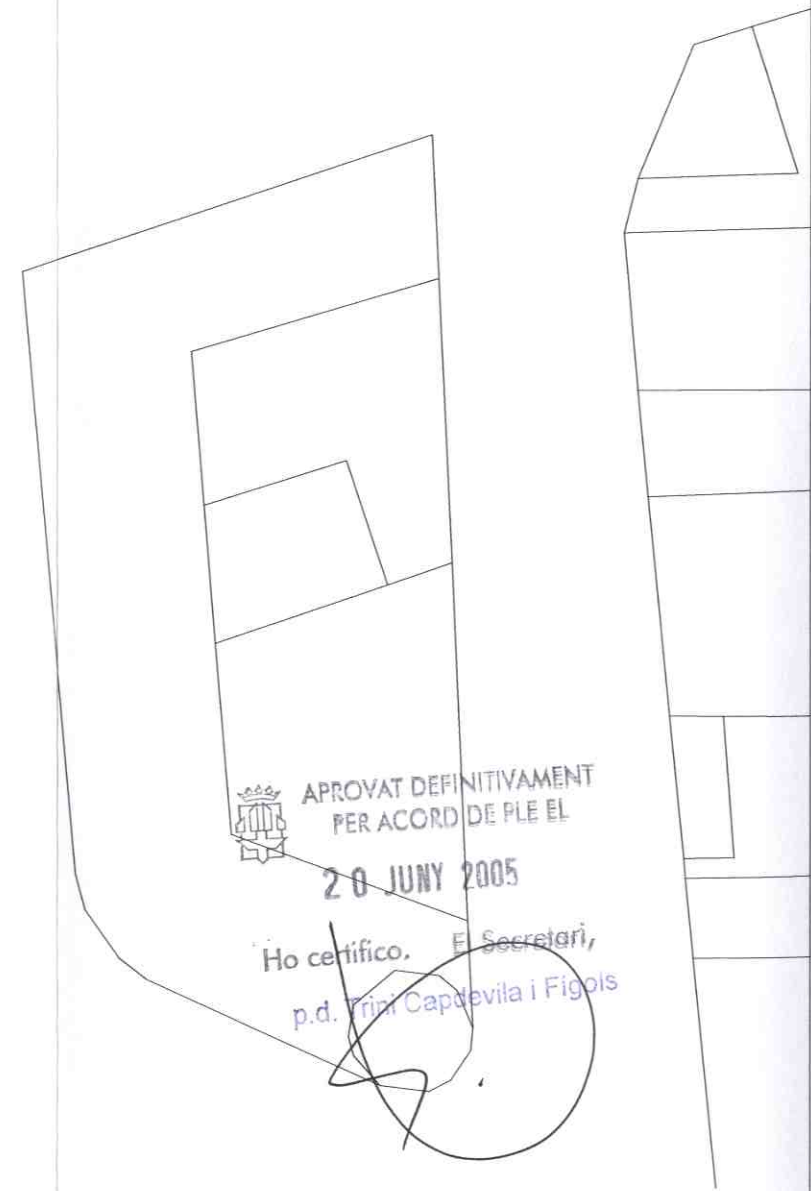 APROVAT DEFINITIVAMENT
PER ACORD DE PLE EL
20 JUNY 2005
Ho certifico. El Secretari,
p.d. Trini Capdevila i Figols